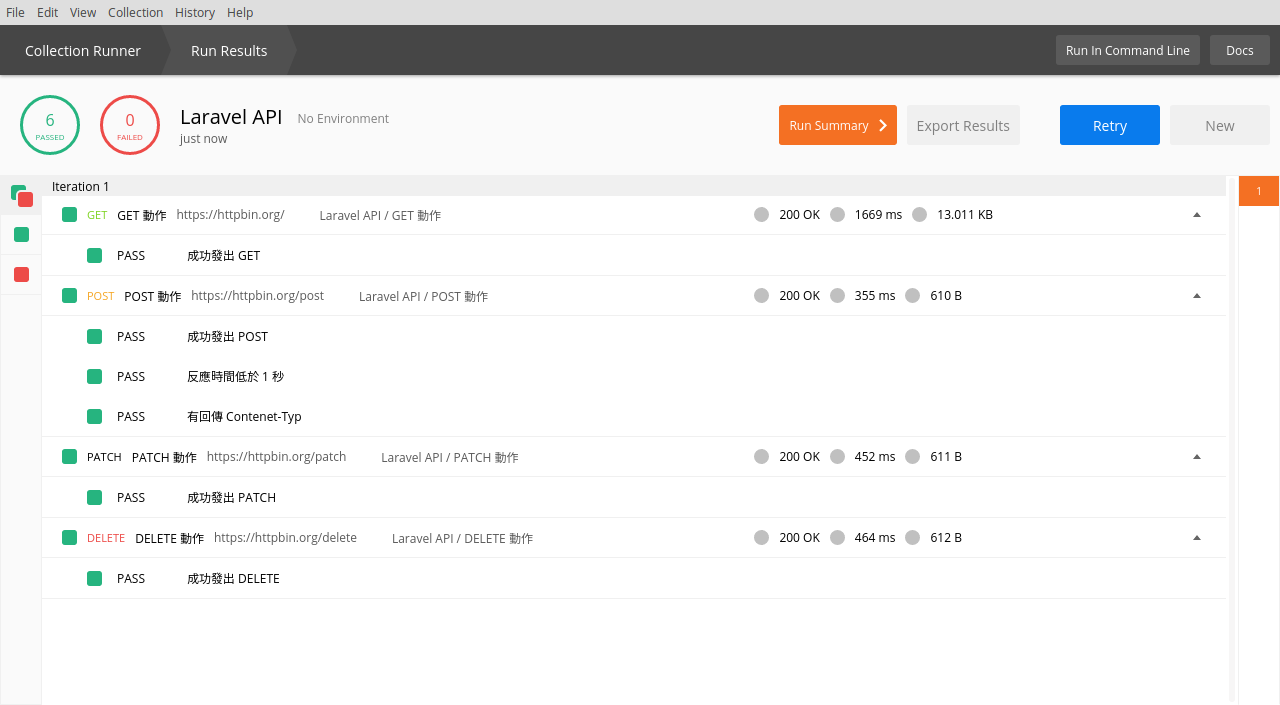 File Edit View Collection History Help
Collection Runner Run Results Run In Command Line Docs
6 PASSED
0 FAILED
Laravel API No Environment
just now
Run Summary Export Results Retry New
Iteration 1
1
GET GET 動作 https://httpbin.org/ Laravel API / GET 動作 200 OK 1669 ms 13.011 KB
PASS 成功發出 GET
POST POST 動作 https://httpbin.org/post Laravel API / POST 動作 200 OK 355 ms 610 B
PASS 成功發出 POST
PASS 反應時間低於 1 秒
PASS 有回傳 Contenet-Typ
PATCH PATCH 動作 https://httpbin.org/patch Laravel API / PATCH 動作 200 OK 452 ms 611 B
PASS 成功發出 PATCH
DELETE DELETE 動作 https://httpbin.org/delete Laravel API / DELETE 動作 200 OK 464 ms 612 B
PASS 成功發出 DELETE